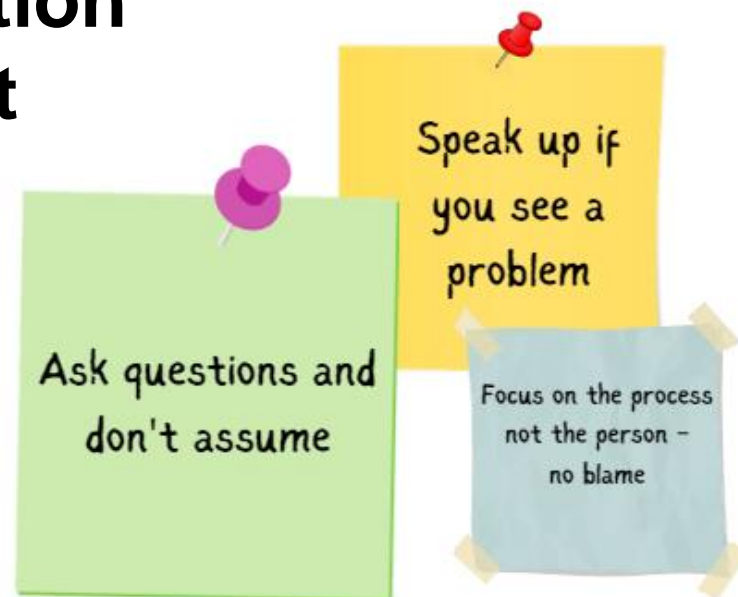 Speak up if
you see a
problem
Ask questions and
don't assume
Focus on the process
not the person –
no blame